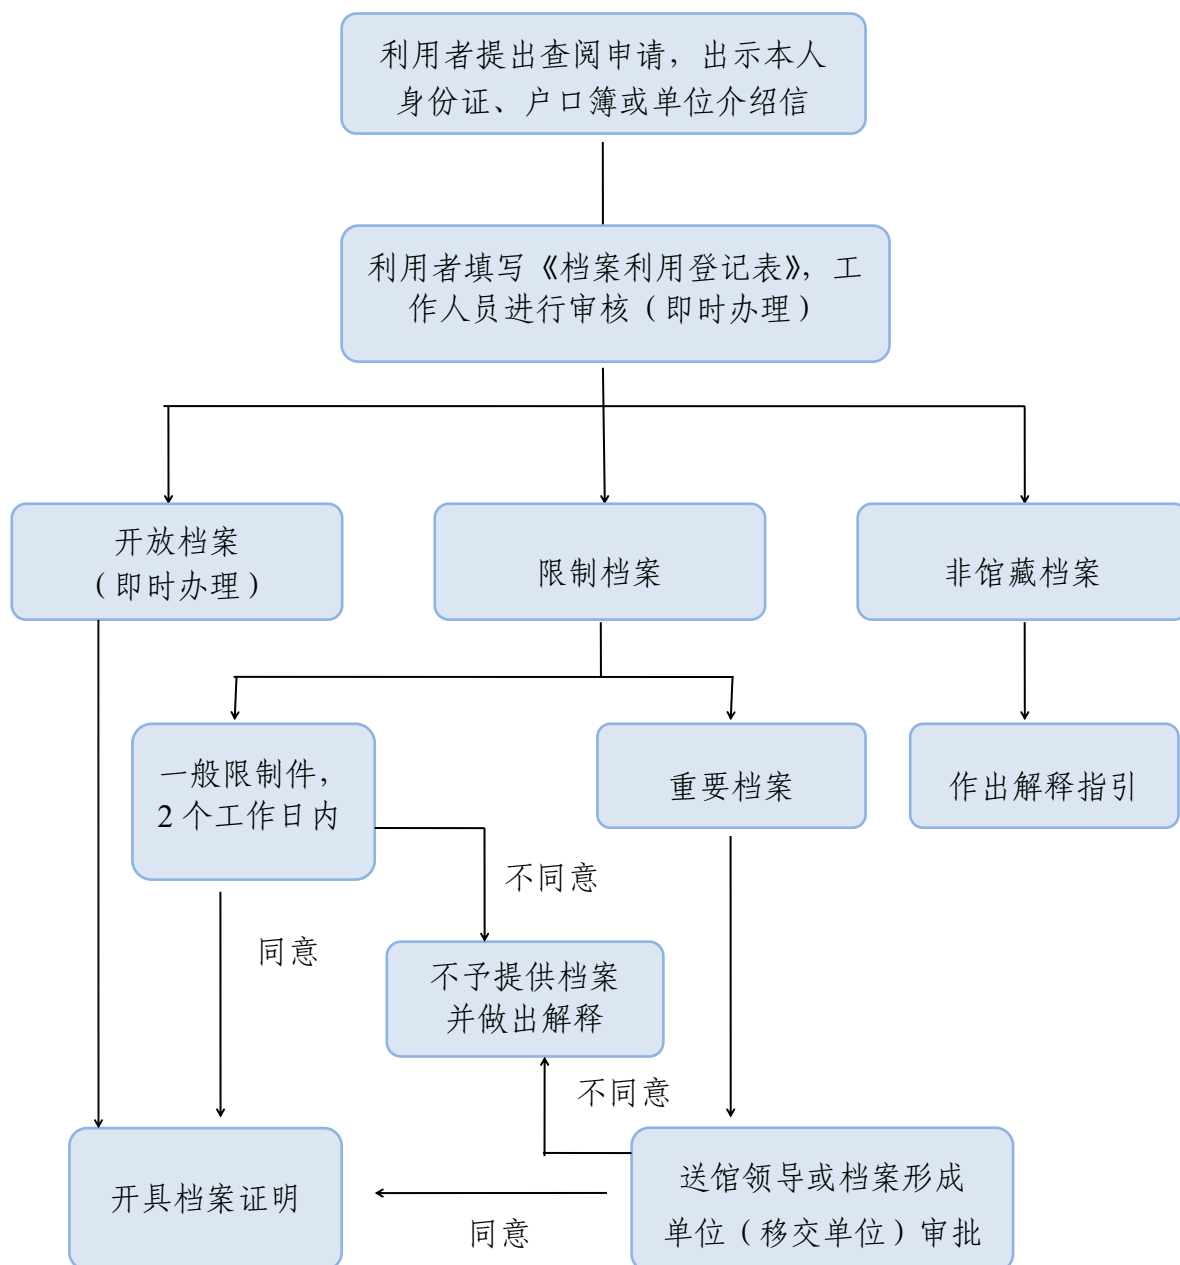 利用者提出查阅申请，出示本人
身份证、户口簿或单位介绍信
利用者填写《档案利用登记表》，工
作人员进行审核（即时办理）
开放档案
（即时办理）
限制档案
非馆藏档案
一般限制件，
2 个工作日内
重要档案
作出解释指引
不同意
同意
不予提供档案
并做出解释
不同意
开具档案证明
同意
送馆领导或档案形成
单位（移交单位）审批